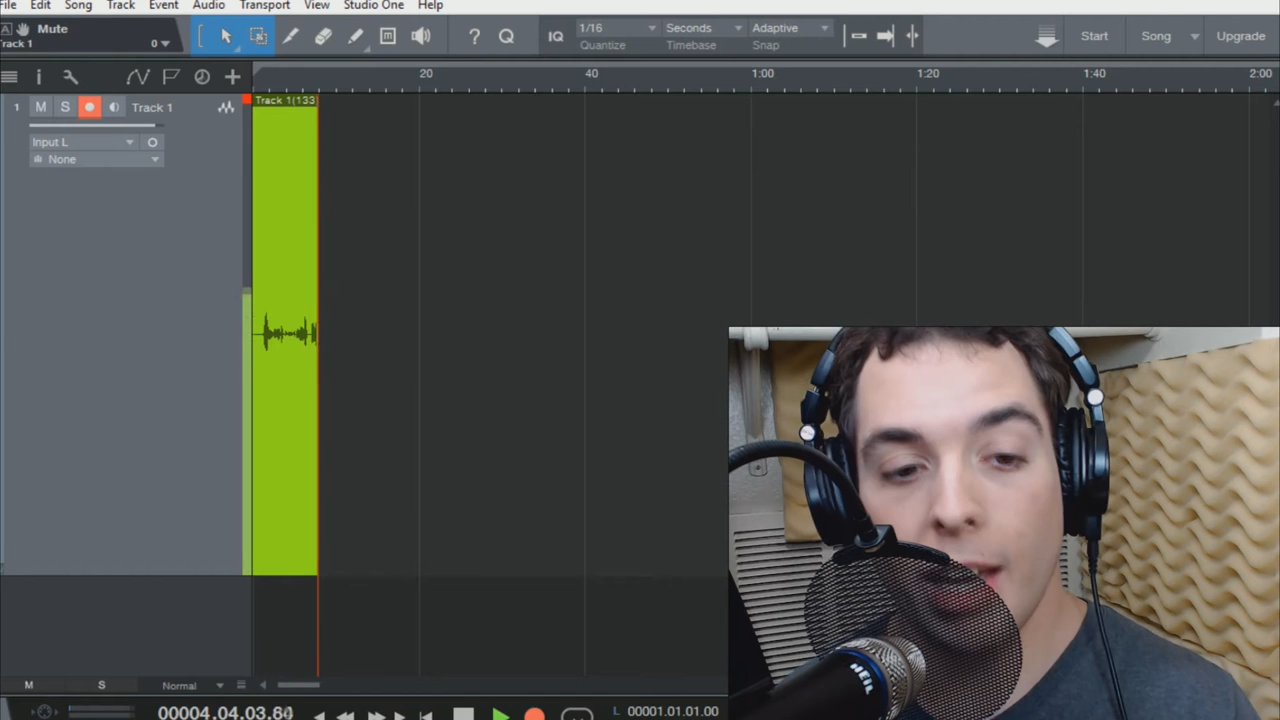 File Edit Song Track Event Audio Transport View Studio One Help
Mute
Track 1
0
1/16
Quantize
Seconds
Timebase
Adaptive
Snap
IQ
Start
Song
Upgrade
20 40 1:00 1:20 1:40 2:00
1 M S Track 1
Input L
None
Track 1(133
HEIL
M S Normal
00004.04.03.84
L 00001.01.01.00